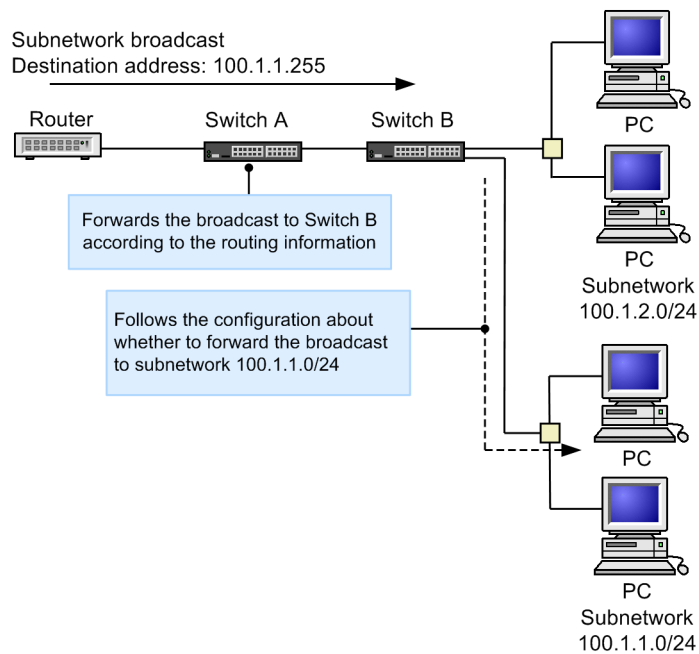 Subnetwork broadcast
Destination address: 100.1.1.255
Router
Switch A
Switch B
PC
Forwards the broadcast to Switch B
according to the routing information
PC
Subnetwork
100.1.2.0/24
Follows the configuration about
whether to forward the broadcast
to subnetwork 100.1.1.0/24
PC
PC
Subnetwork
100.1.1.0/24